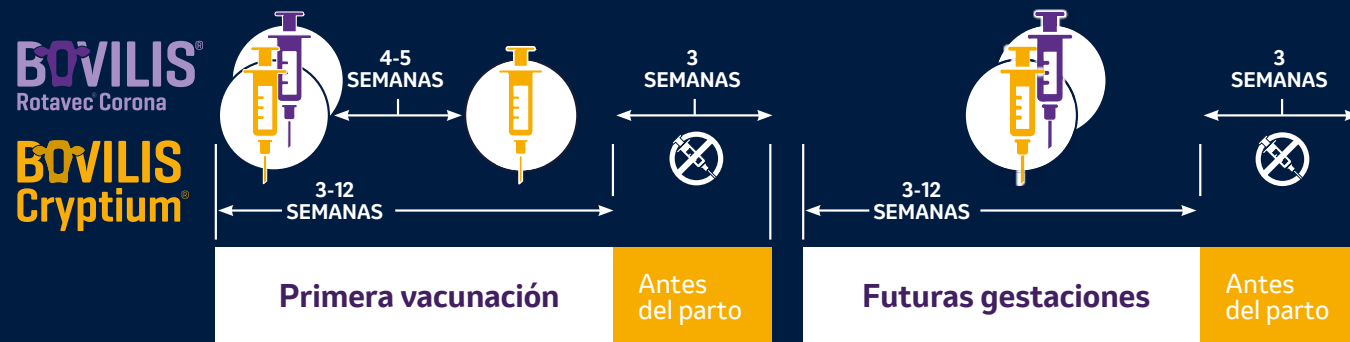 BOVILIS®
Rotavec® Corona
BOVILIS
Cryptium®
4-5
SEMANAS
3
SEMANAS
3-12
SEMANAS
Primera vacunación
Antes
del parto
3
SEMANAS
3-12
SEMANAS
Futuras gestaciones
Antes
del parto